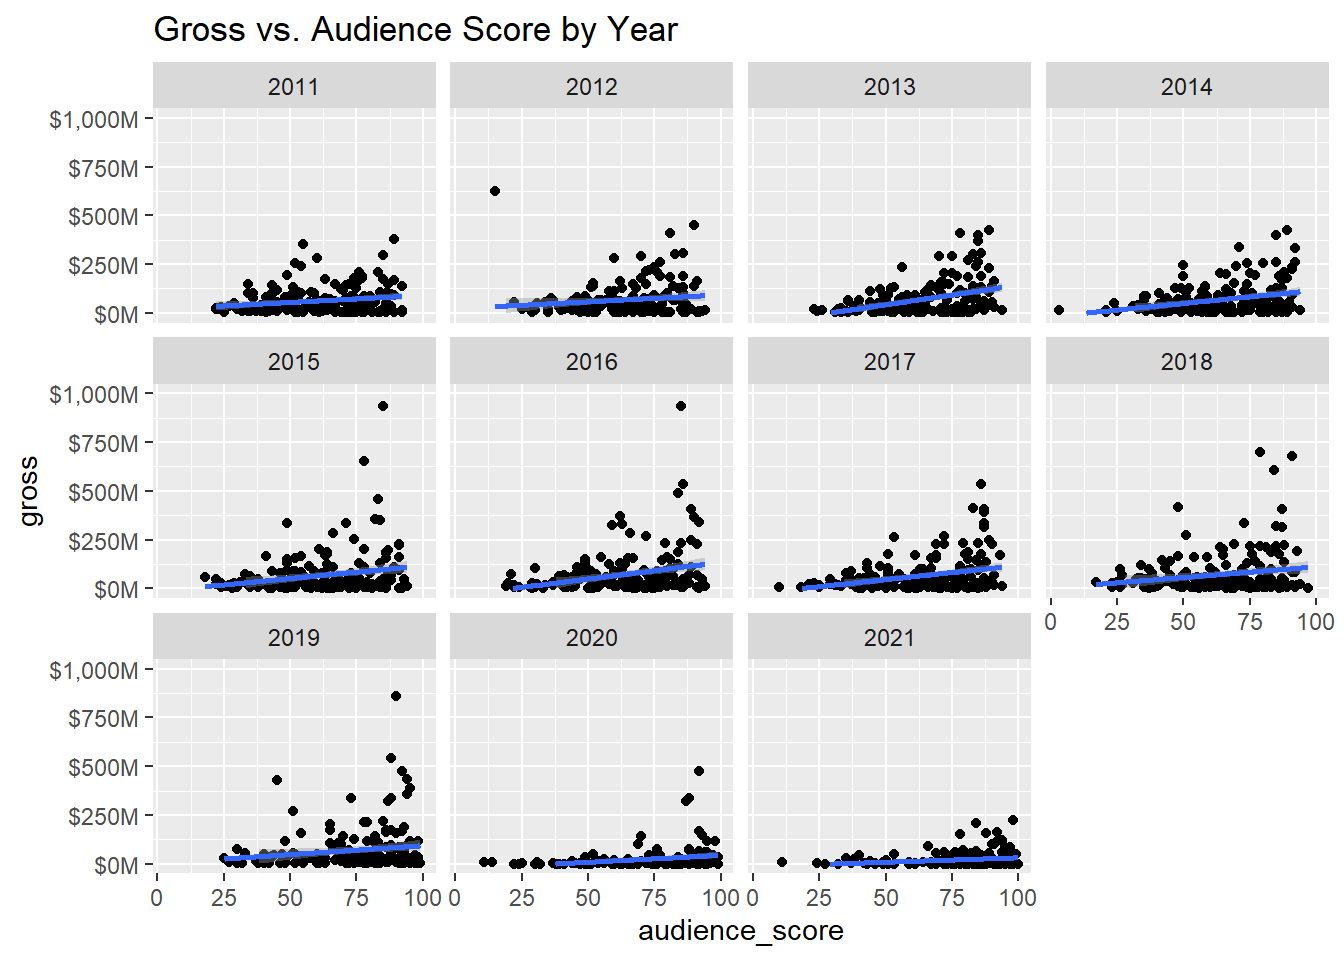 Gross vs. Audience Score by Year
2011 2012 2013 2014
$1,000M
$750M
$500M
$250M
$0M
2015 2016 2017 2018
$1,000M
$750M
$500M
$250M
$0M
0 25 50 75 100
2019 2020 2021
$1,000M
$750M
$500M
$250M
$0M
0 25 50 75 100 0 25 50 75 100 0 25 50 75 100
audience_score
gross